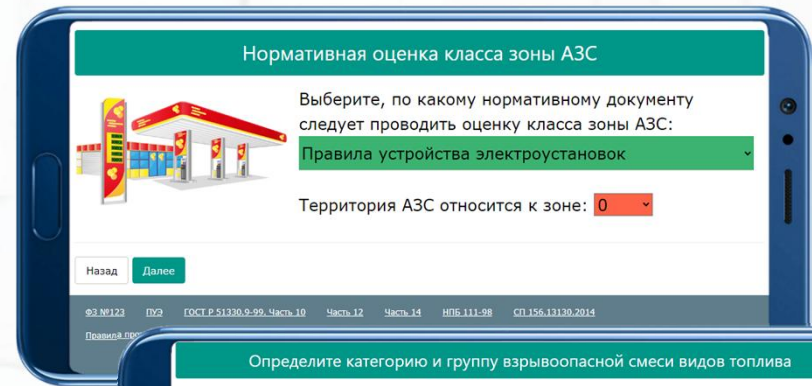 Нормативная оценка класса зоны АЗС
Выберите, по какому нормативному документу
следует проводить оценку класса зоны АЗС:
Правила устройства электроустановок
Территория АЗС относится к зоне: 0
Назад Далее
ФЗ №123 ПУЭ ГОСТ Р 51330.9-99. Часть 10 Часть 12 Часть 14 НПБ 111-98 СП 156.13130.2014
Правила
Определите категорию и группу взрывоопасной смеси видов топлива